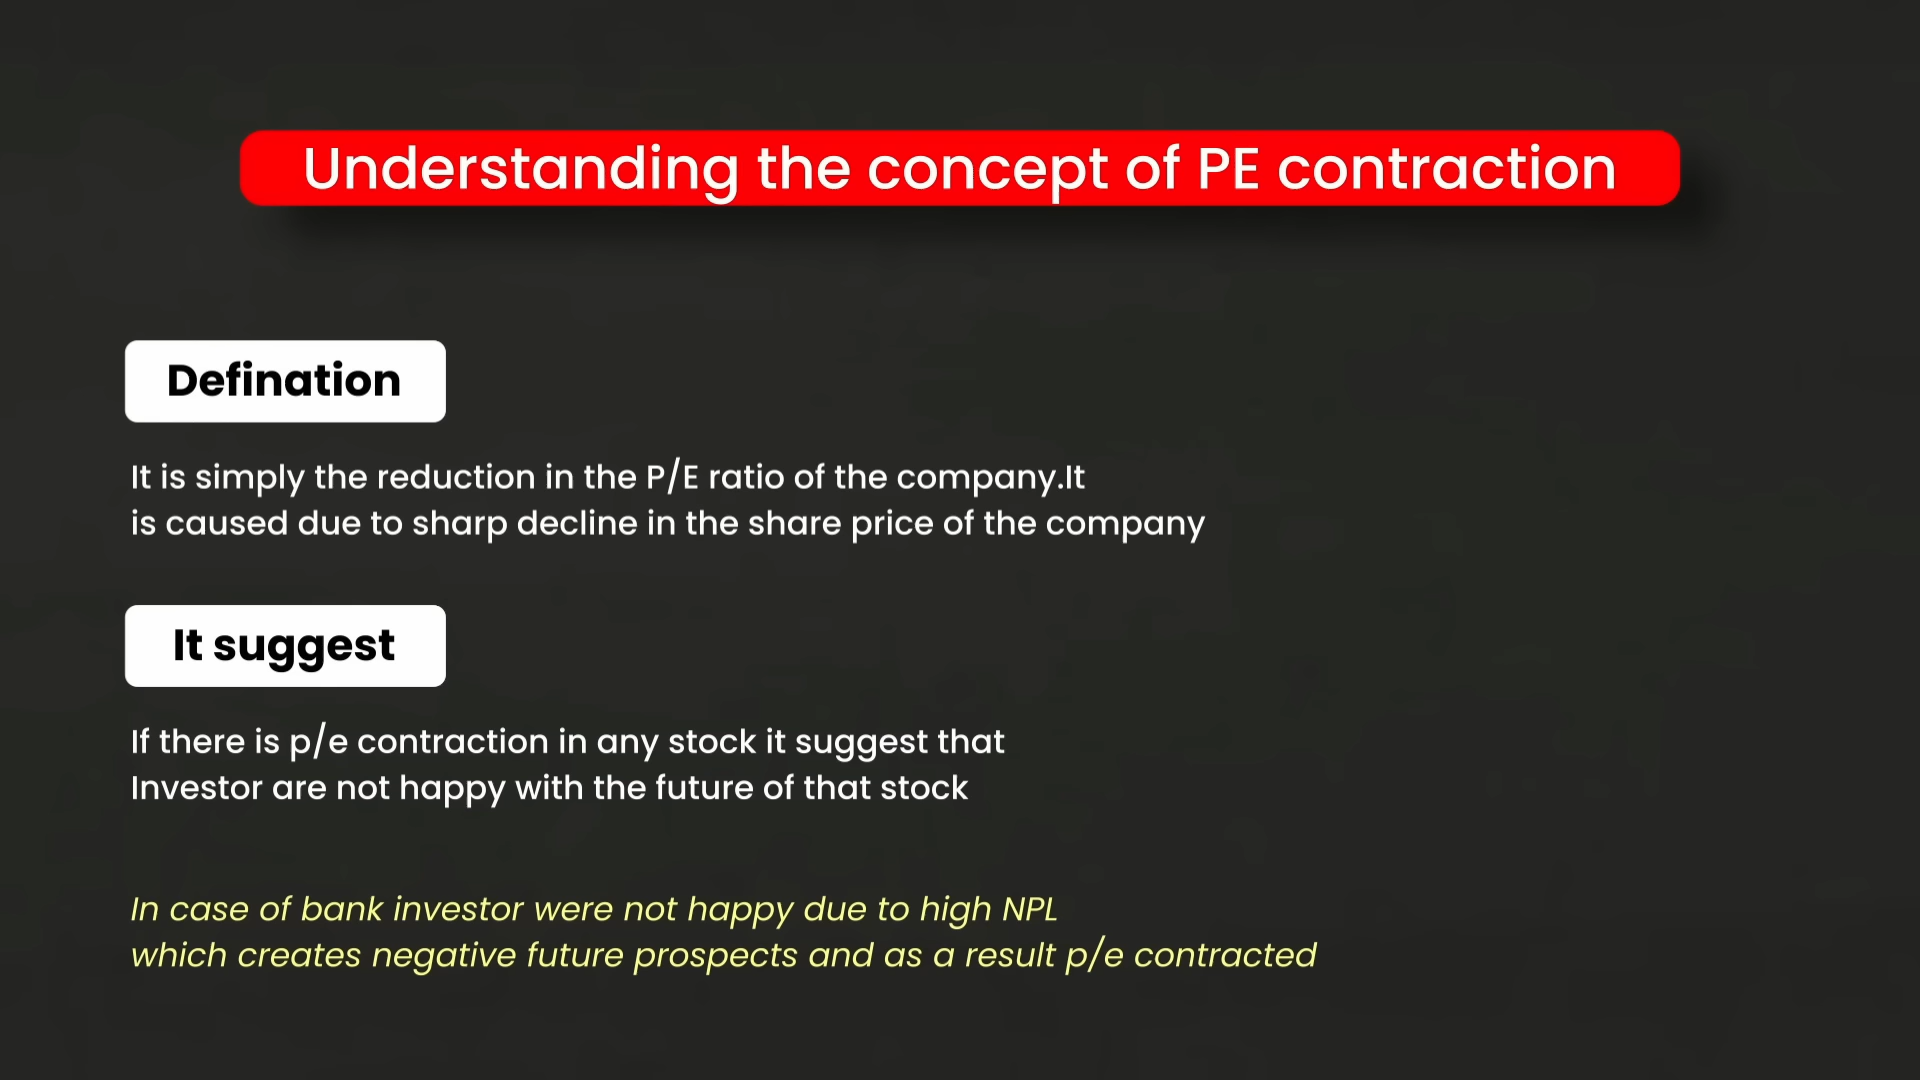 Understanding the concept of PE contraction
Defination
It is simply the reduction in the P/E ratio of the company.It
is caused due to sharp decline in the share price of the company
It suggest
If there is p/e contraction in any stock it suggest that
Investor are not happy with the future of that stock
In case of bank investor were not happy due to high NPL
which creates negative future prospects and as a result p/e contracted